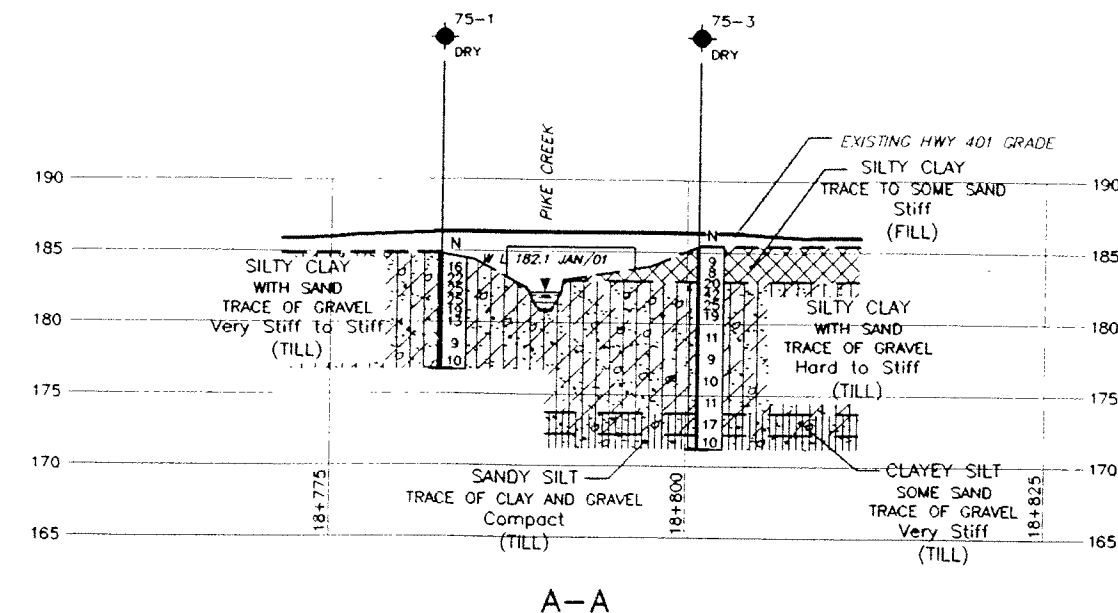 75-1
DRY
75-3
DRY
PIKE CREEK
EXISTING HWY 401 GRADE
SILTY CLAY
TRACE TO SOME SAND
Stiff
(FILL)
190
190
185
185
180
180
175
175
170
170
165
165
N
16
22
25
25
19
13
9
10
W L 182.1 JAN/01
N
9
8
20
22
25
19
11
9
10
11
17
10
SILTY CLAY
WITH SAND
TRACE OF GRAVEL
Very Stiff to Stiff
(TILL)
SILTY CLAY
WITH SAND
TRACE OF GRAVEL
Hard to Stiff
(TILL)
SANDY SILT
TRACE OF CLAY AND GRAVEL
Compact
(TILL)
CLAYEY SILT
SOME SAND
TRACE OF GRAVEL
Very Stiff
(TILL)
18+775
18+800
18+825
A-A